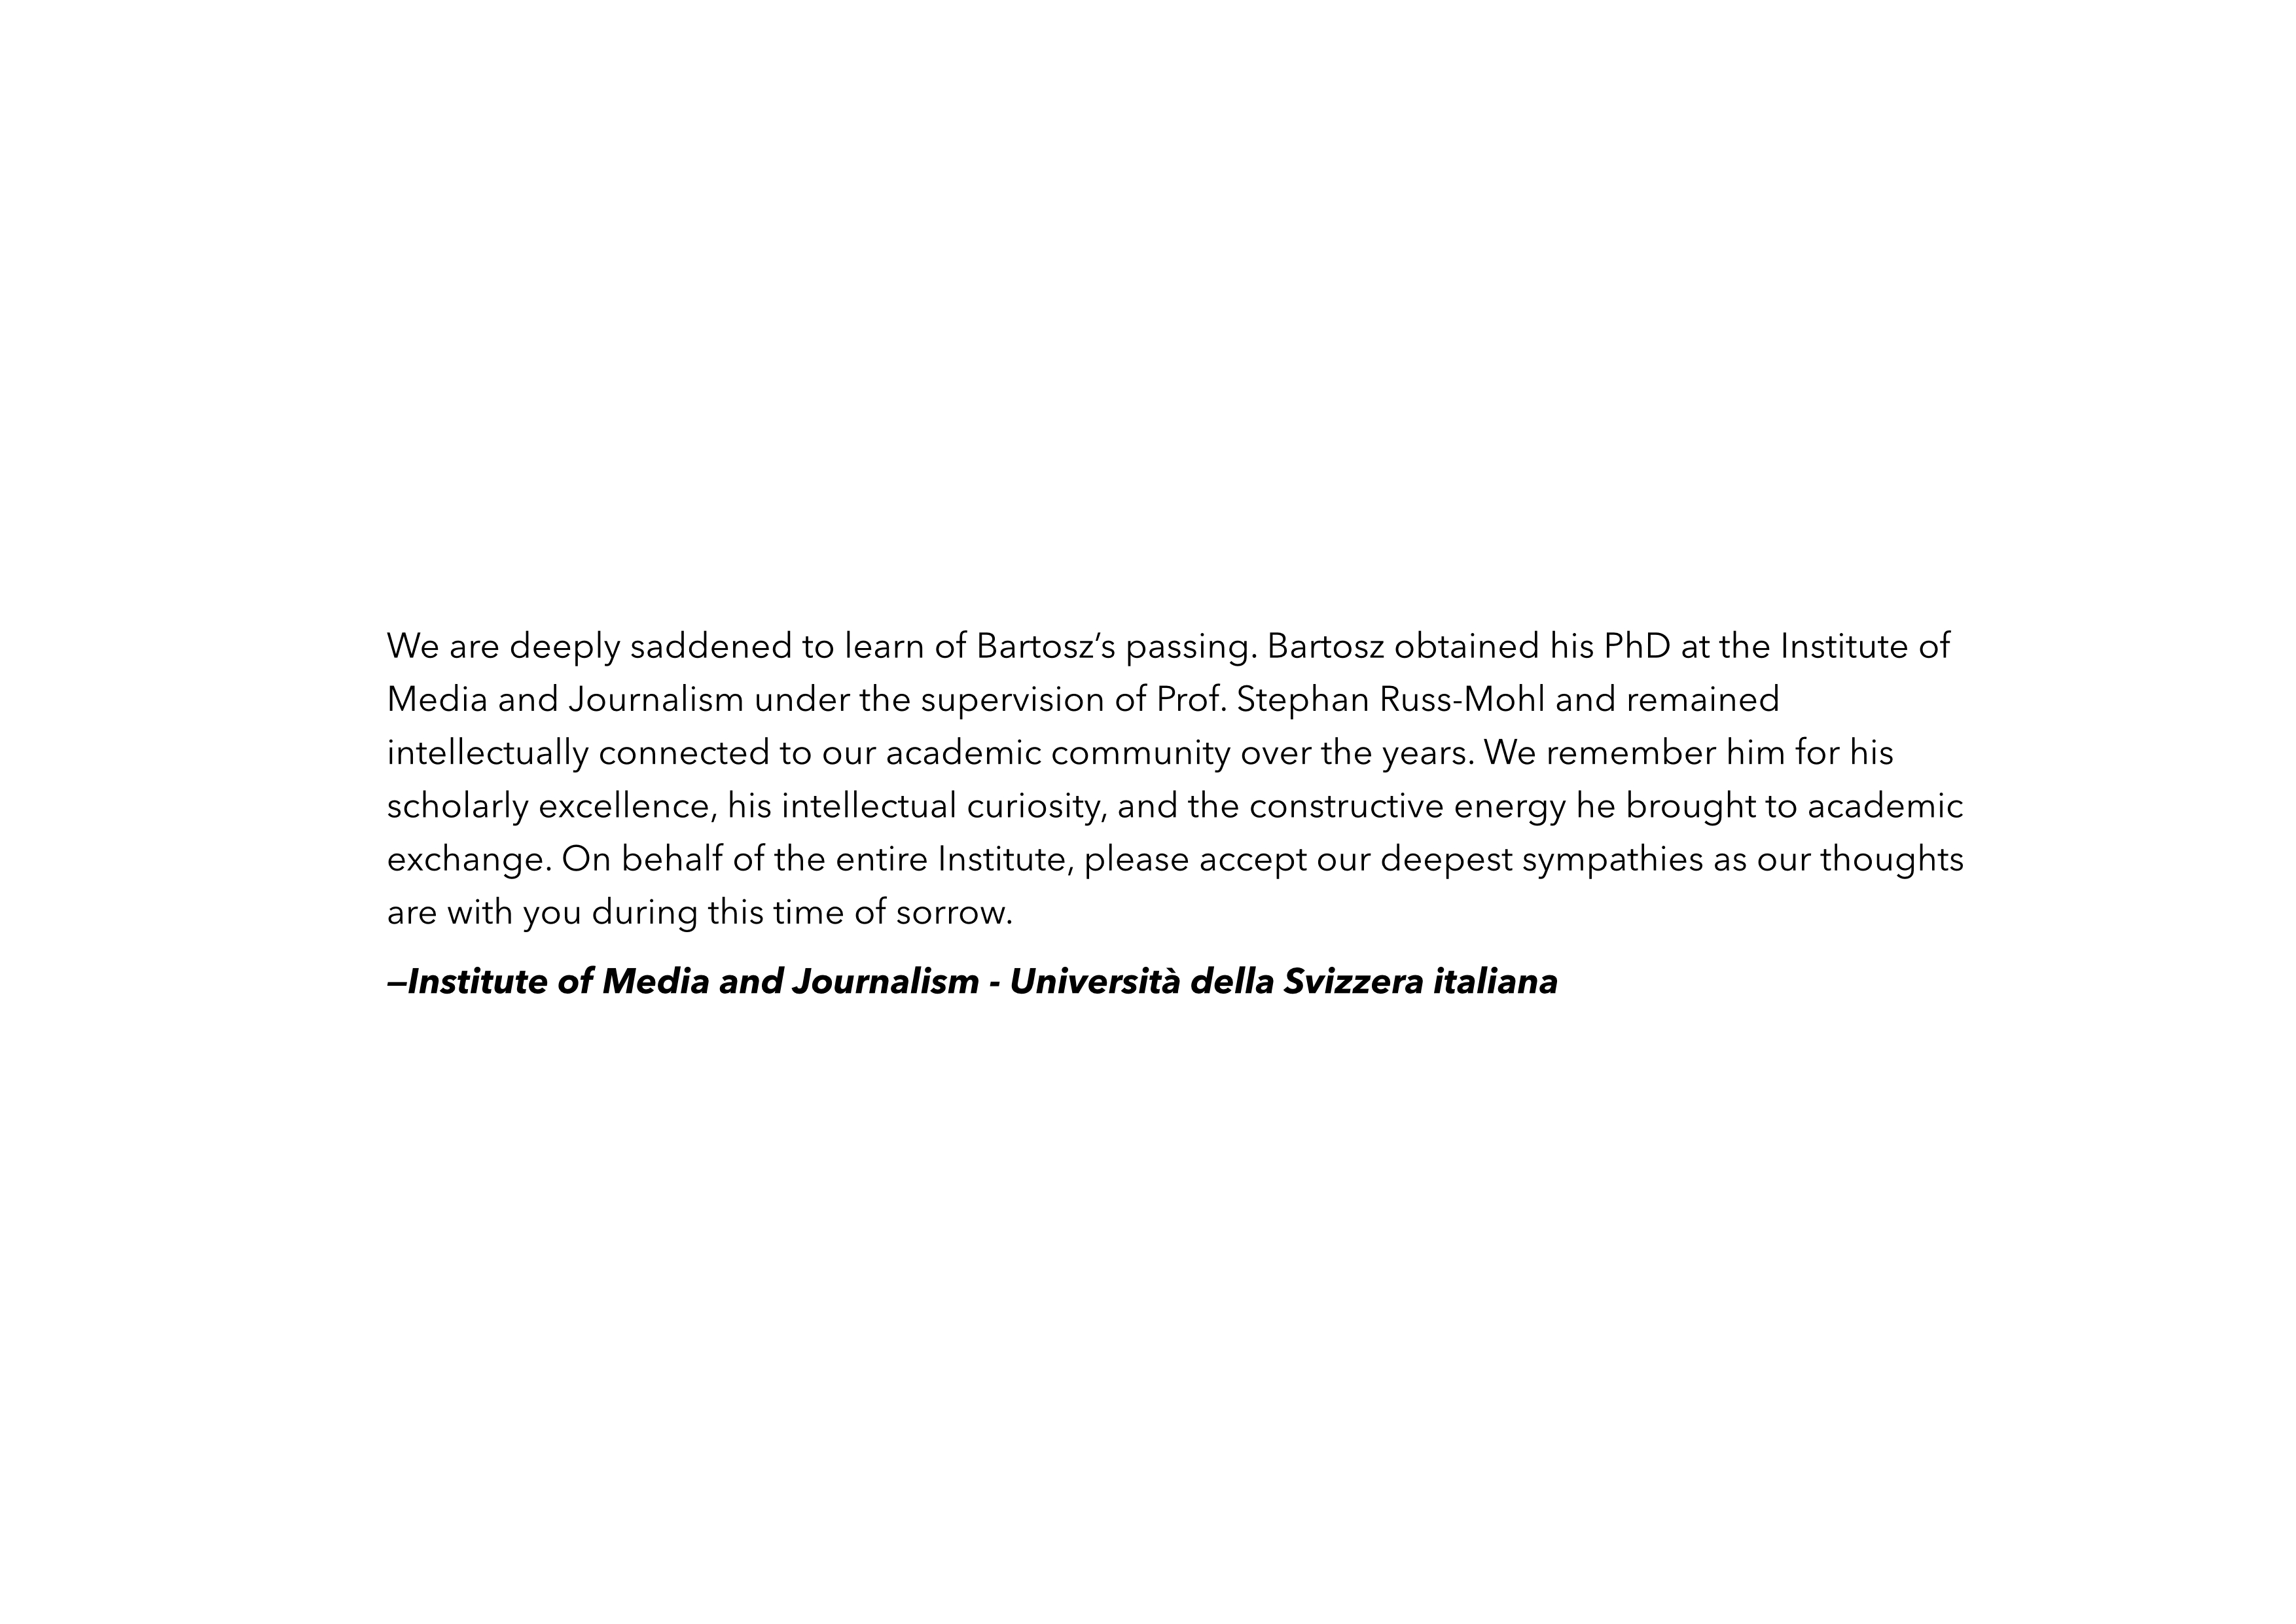 We are deeply saddened to learn of Bartosz’s passing. Bartosz obtained his PhD at the Institute of
Media and Journalism under the supervision of Prof. Stephan Russ-Mohl and remained
intellectually connected to our academic community over the years. We remember him for his
scholarly excellence, his intellectual curiosity, and the constructive energy he brought to academic
exchange. On behalf of the entire Institute, please accept our deepest sympathies as our thoughts
are with you during this time of sorrow.
—Institute of Media and Journalism - Università della Svizzera italiana